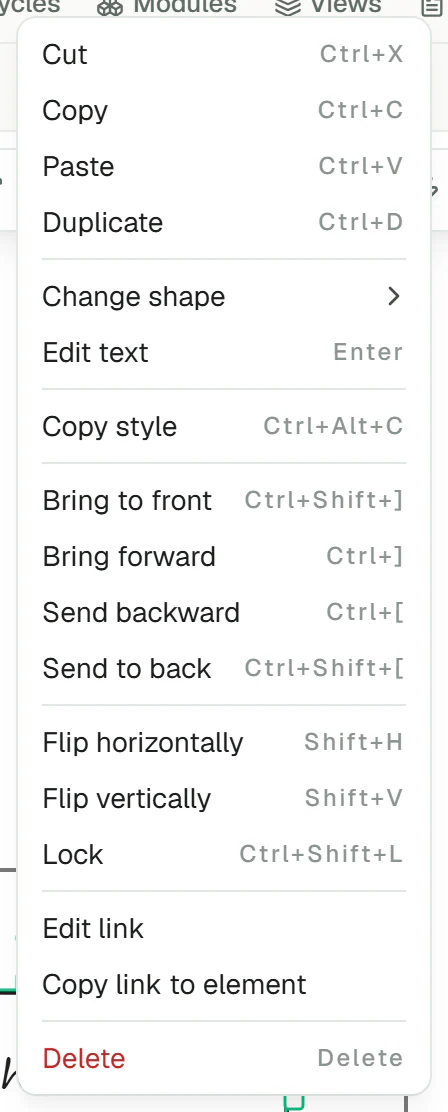 Modules
Views
Cut Ctrl+X
Copy Ctrl+C
Paste Ctrl+V
Duplicate Ctrl+D
Change shape
Edit text Enter
Copy style Ctrl+Alt+C
Bring to front Ctrl+Shift+]
Bring forward Ctrl+]
Send backward Ctrl+[
Send to back Ctrl+Shift+[
Flip horizontally Shift+H
Flip vertically Shift+V
Lock Ctrl+Shift+L
Edit link
Copy link to element
Delete Delete